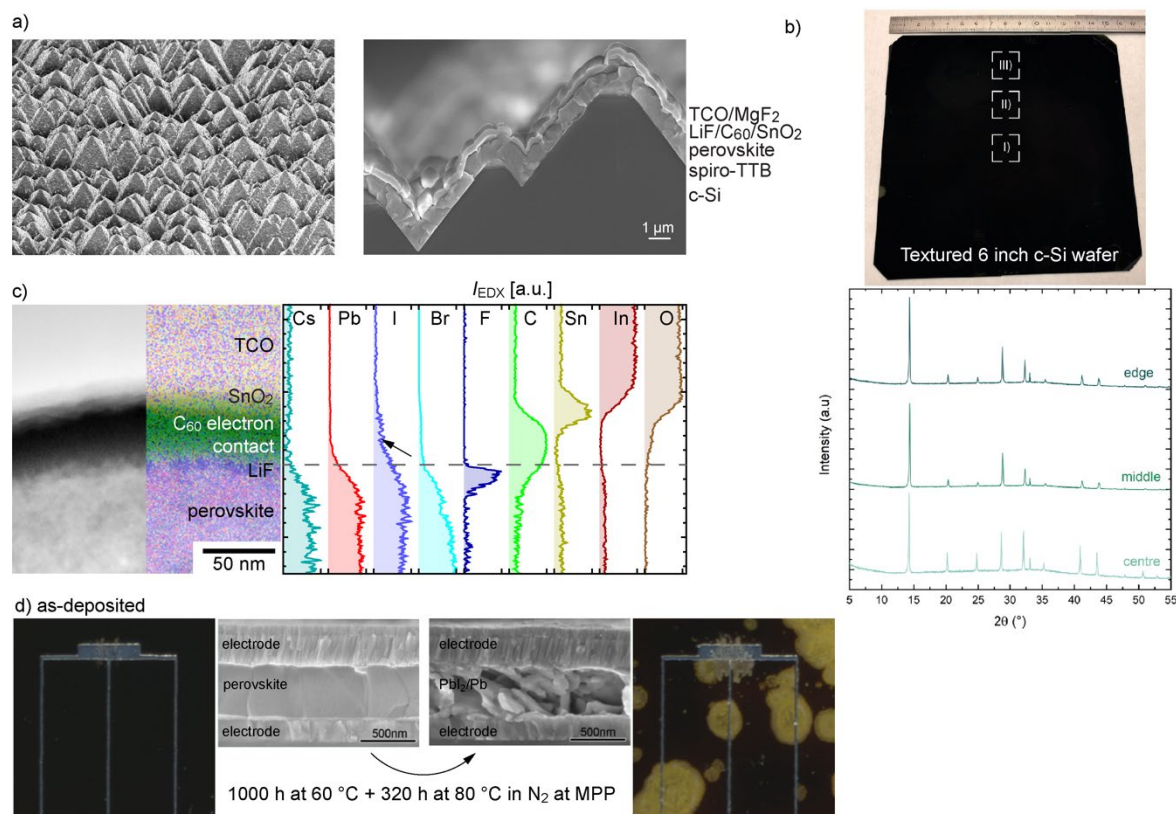 a)
TCO/MgF₂
LiF/C₆₀/SnO₂
perovskite
spiro-TTB
c-Si
1 μm
b)
III)
II)
I)
Textured 6 inch c-Si wafer
edge
middle
centre
Intensity (a.u)
5 10 15 20 25 30 35 40 45 50 55
2θ (°)
c)
I_EDX [a.u.]
Cs Pb I Br F C Sn In O
TCO
SnO₂
C₆₀ electron
contact
LiF
perovskite
50 nm
d) as-deposited
electrode
perovskite
electrode
500nm
electrode
PbI₂/Pb
electrode
500nm
1000 h at 60 °C + 320 h at 80 °C in N₂ at MPP